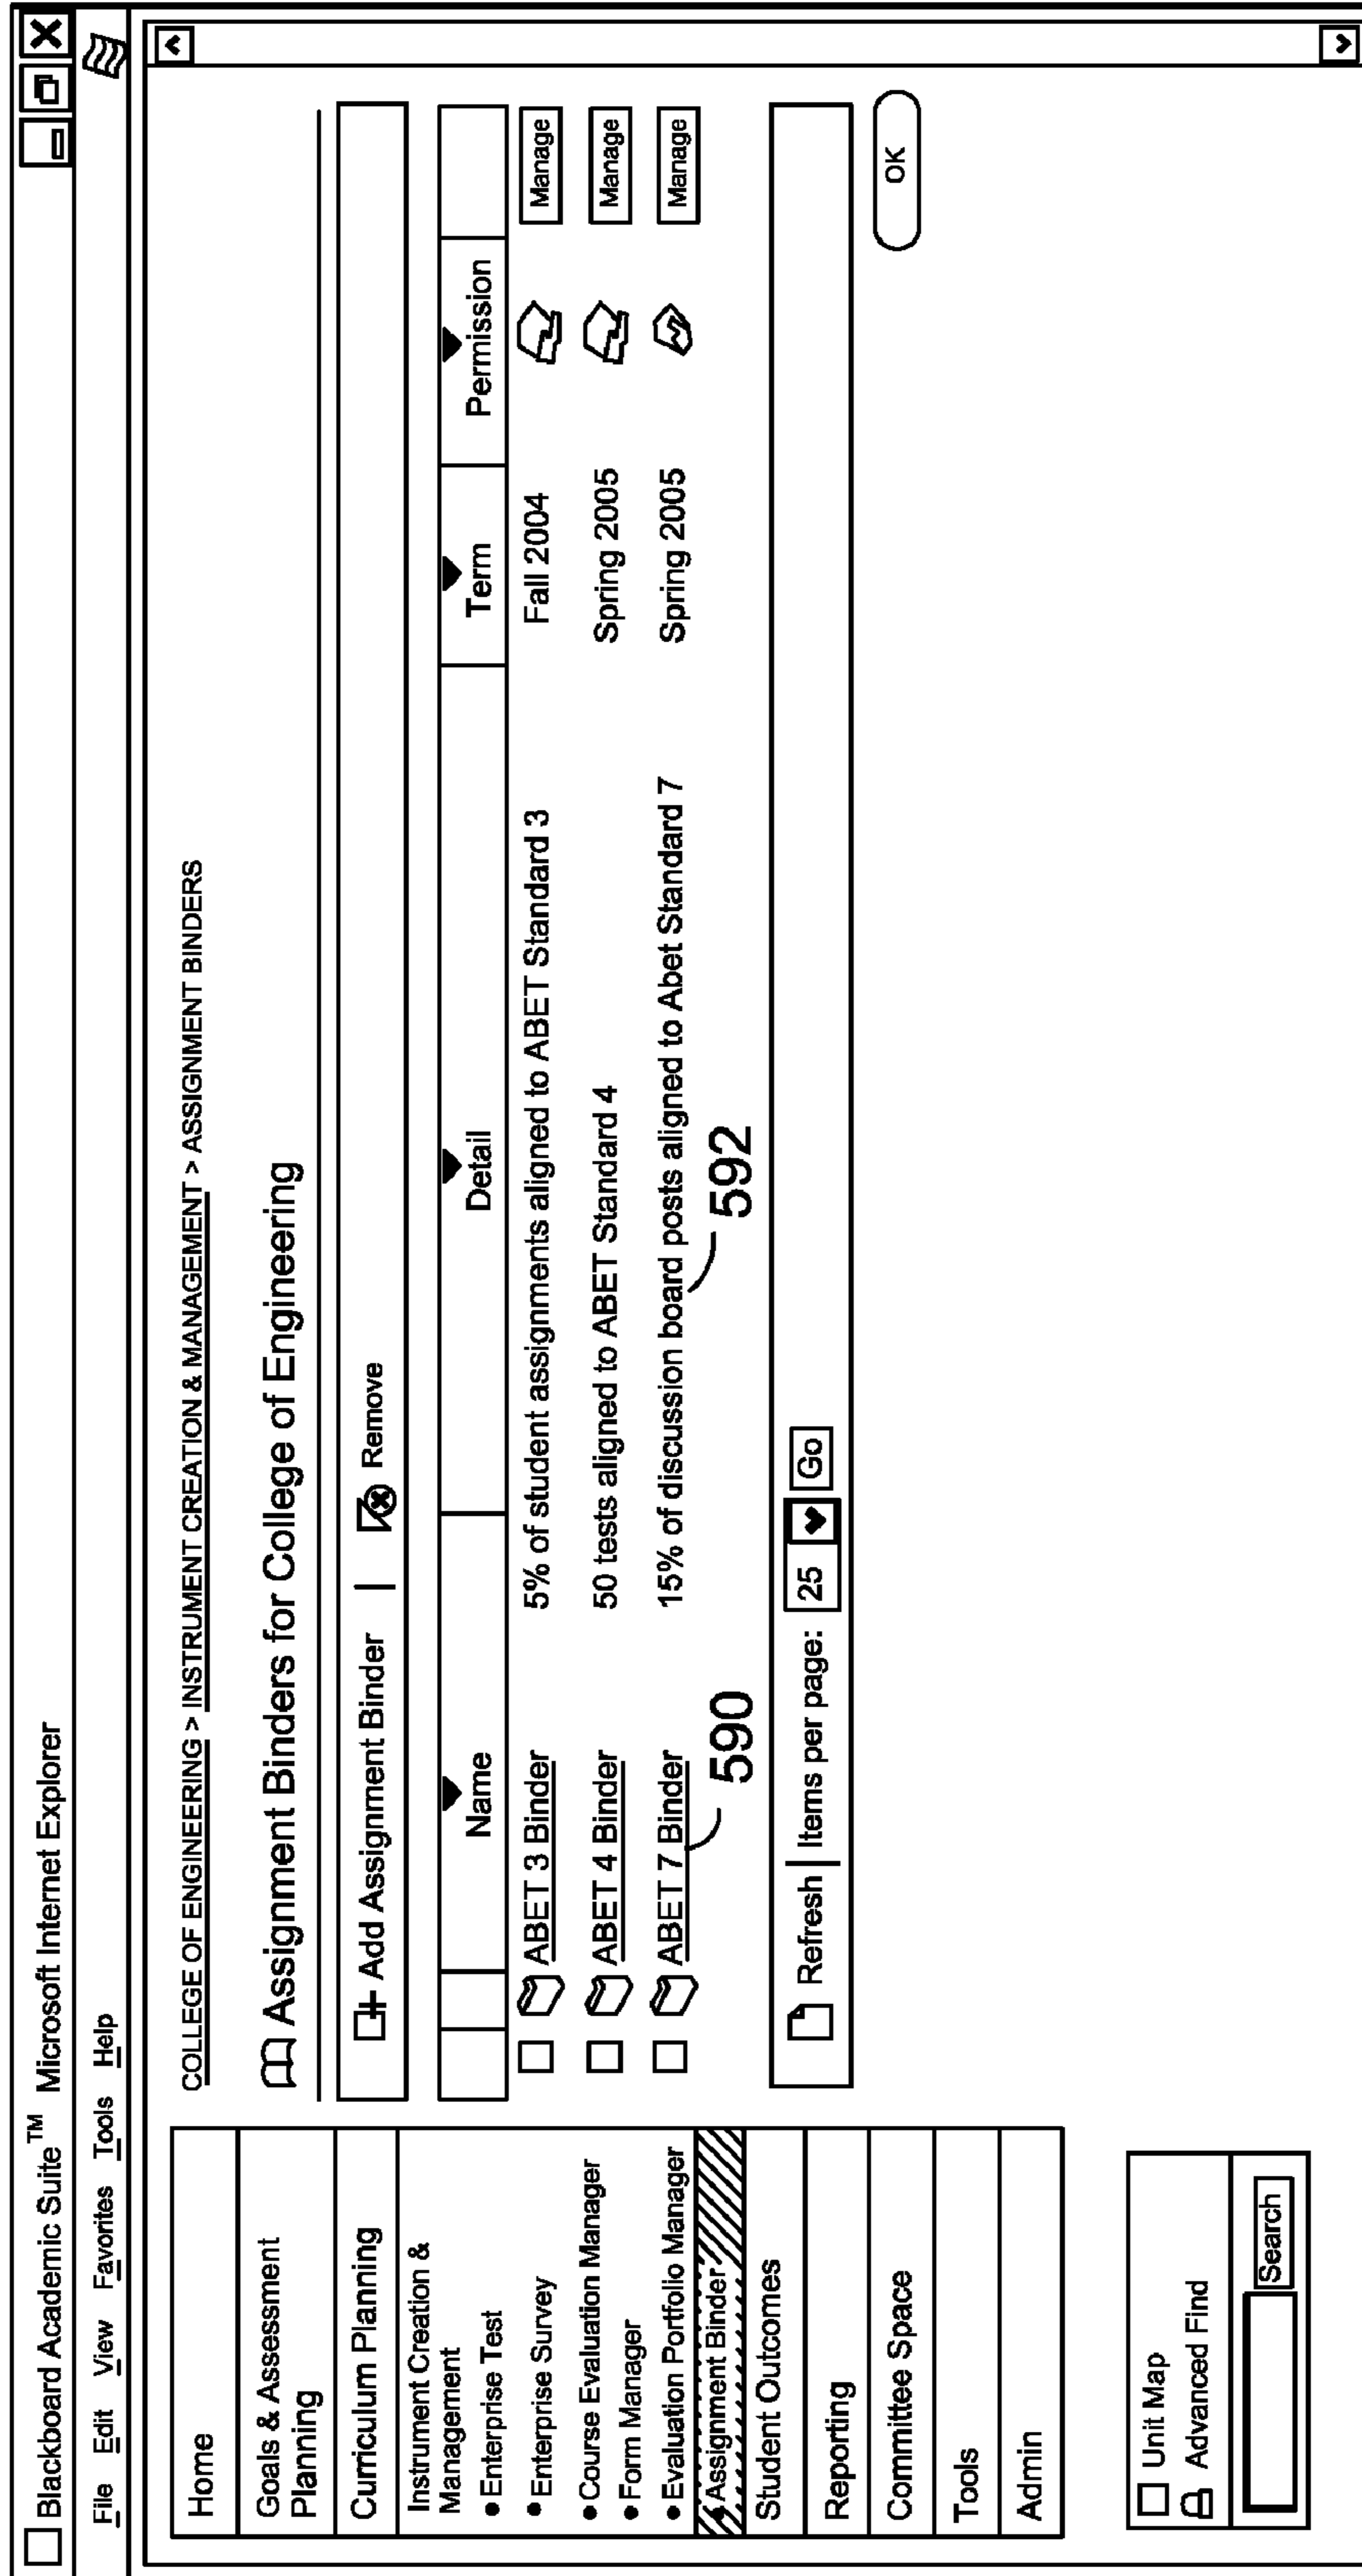 Blackboard Academic Suite™ Microsoft Internet Explorer
File Edit View Favorites Tools Help
Home
Goals & Assessment
Planning
Curriculum Planning
Instrument Creation &
Management
• Enterprise Test
• Enterprise Survey
• Course Evaluation Manager
• Form Manager
• Evaluation Portfolio Manager
• Assignment Binder
Student Outcomes
Reporting
Committee Space
Tools
Admin
Unit Map
Advanced Find
Search
COLLEGE OF ENGINEERING > INSTRUMENT CREATION & MANAGEMENT > ASSIGNMENT BINDERS
Assignment Binders for College of Engineering
Add Assignment Binder | Remove
Name Detail Term Permission
ABET 3 Binder 5% of student assignments aligned to ABET Standard 3 Fall 2004 Manage
ABET 4 Binder 50 tests aligned to ABET Standard 4 Spring 2005 Manage
ABET 7 Binder 15% of discussion board posts aligned to Abet Standard 7 Spring 2005 Manage
590 592
Refresh | Items per page: 25 Go
OK